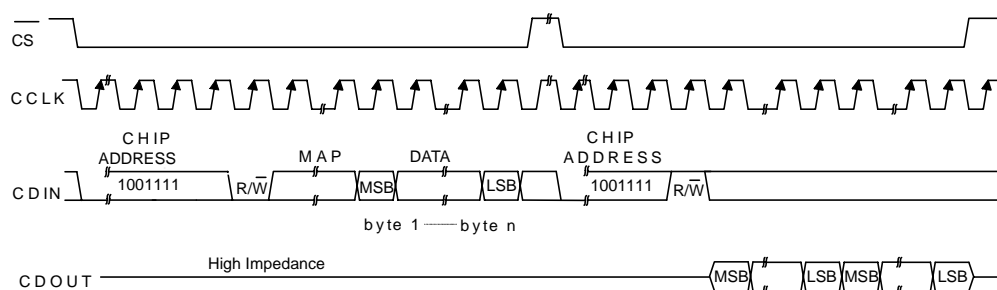 CS
CCLK
CHIP ADDRESS MAP DATA CHIP ADDRESS
CDIN 1001111 R/W MSB LSB 1001111 R/W
byte 1 byte n
High Impedance
CDOUT MSB LSB MSB LSB